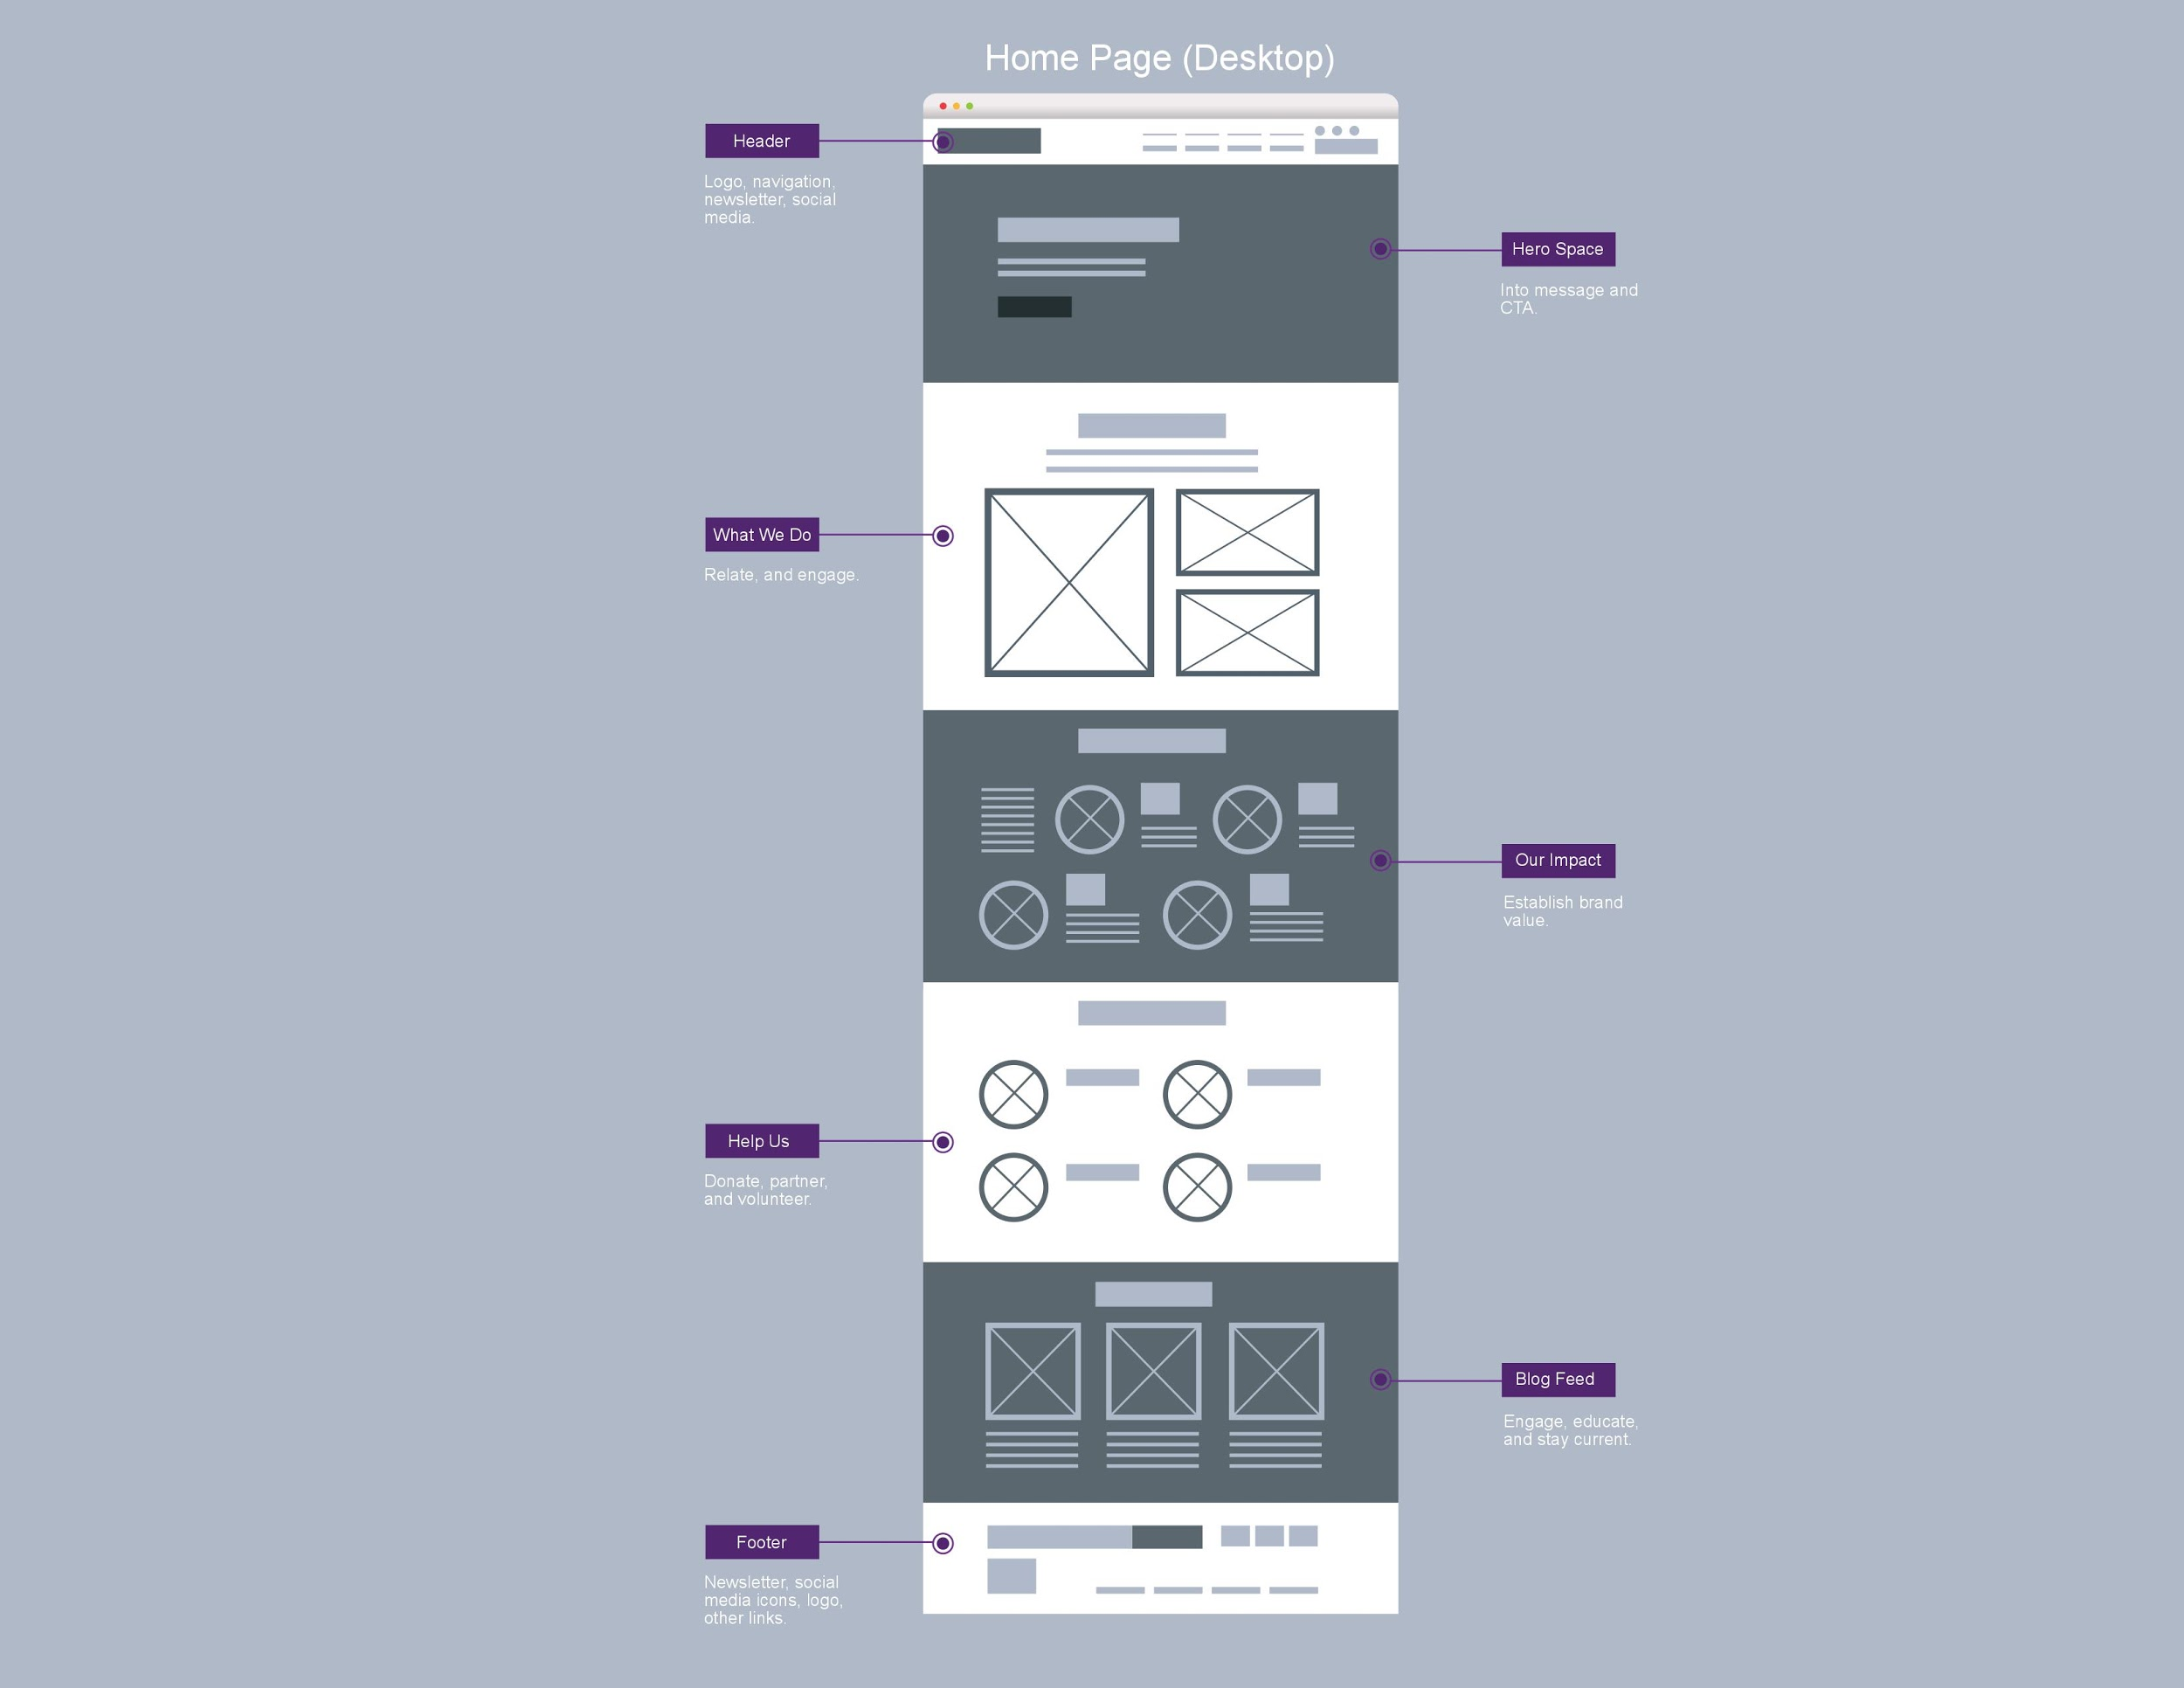 Home Page (Desktop)
Header
Logo, navigation,
newsletter, social
media.
Hero Space
Into message and
CTA.
What We Do
Relate, and engage.
Our Impact
Establish brand
value.
Help Us
Donate, partner,
and volunteer.
Blog Feed
Engage, educate,
and stay current.
Footer
Newsletter, social
media icons, logo,
other links.